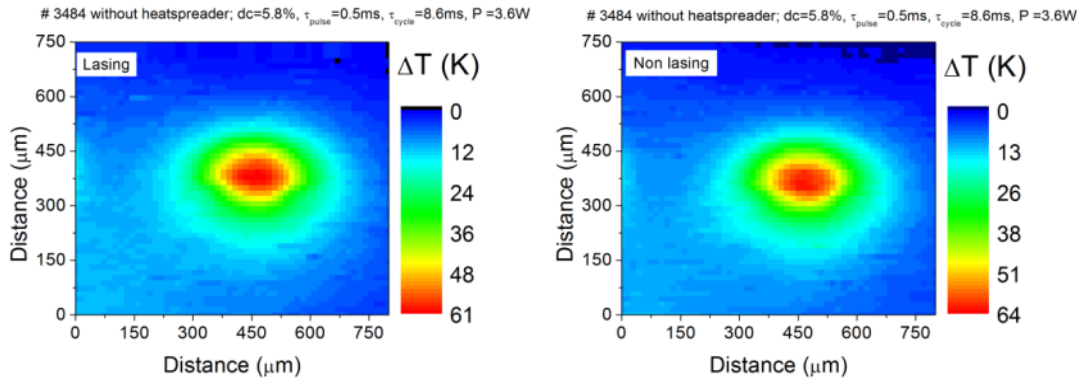 # 3484 without heatspreader; dc=5.8%, τpulse=0.5ms, τcycle=8.6ms, P =3.6W
Lasing
ΔT (K)
750
600
450
300
150
0
Distance (μm)
0
12
24
36
48
61
0 150 300 450 600 750
Distance (μm)
# 3484 without heatspreader; dc=5.8%, τpulse=0.5ms, τcycle=8.6ms, P =3.6W
Non lasing
ΔT (K)
750
600
450
300
150
0
Distance (μm)
0
13
25
38
51
64
0 150 300 450 600 750
Distance (μm)